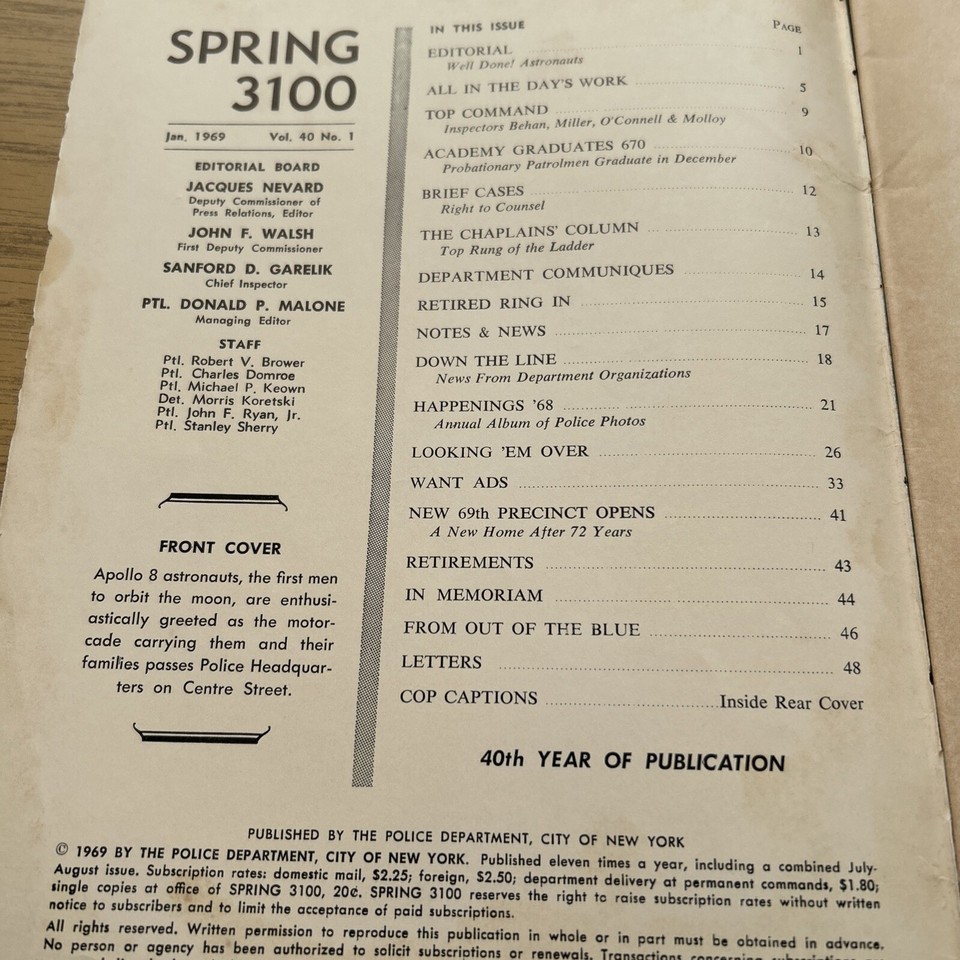 SPRING
3100
Jan. 1969 Vol. 40 No. 1
EDITORIAL BOARD
JACQUES NEVARD
Deputy Commissioner of
Press Relations, Editor
JOHN F. WALSH
First Deputy Commissioner
SANFORD D. GARELIK
Chief Inspector
PTL. DONALD P. MALONE
Managing Editor
STAFF
Ptl. Robert V. Brower
Ptl. Charles Domroe
Ptl. Michael P. Keown
Det. Morris Koretski
Ptl. John F. Ryan, Jr.
Ptl. Stanley Sherry
FRONT COVER
Apollo 8 astronauts, the first men
to orbit the moon, are enthusi-
astically greeted as the motor-
cade carrying them and their
families passes Police Headquar-
ters on Centre Street.
IN THIS ISSUE PAGE
EDITORIAL 1
Well Done! Astronauts
ALL IN THE DAY'S WORK 5
TOP COMMAND 9
Inspectors Behan, Miller, O'Connell & Molloy
ACADEMY GRADUATES 670 10
Probationary Patrolmen Graduate in December
BRIEF CASES 12
Right to Counsel
THE CHAPLAINS' COLUMN 13
Top Rung of the Ladder
DEPARTMENT COMMUNIQUES 14
RETIRED RING IN 15
NOTES & NEWS 17
DOWN THE LINE 18
News From Department Organizations
HAPPENINGS '68 21
Annual Album of Police Photos
LOOKING 'EM OVER 26
WANT ADS 33
NEW 69th PRECINCT OPENS 41
A New Home After 72 Years
RETIREMENTS 43
IN MEMORIAM 44
FROM OUT OF THE BLUE 46
LETTERS 48
COP CAPTIONS Inside Rear Cover
40th YEAR OF PUBLICATION
PUBLISHED BY THE POLICE DEPARTMENT, CITY OF NEW YORK
© 1969 BY THE POLICE DEPARTMENT, CITY OF NEW YORK. Published eleven times a year, including a combined July-
August issue. Subscription rates: domestic mail, $2.25; foreign, $2.50; department delivery at permanent commands, $1.80;
single copies at office of SPRING 3100, 20¢. SPRING 3100 reserves the right to raise subscription rates without written
notice to subscribers and to limit the acceptance of paid subscriptions.
All rights reserved. Written permission to reproduce this publication in whole or in part must be obtained in advance.
No person or agency has been authorized to solicit subscriptions or renewals. Transactions concerning subscriptions